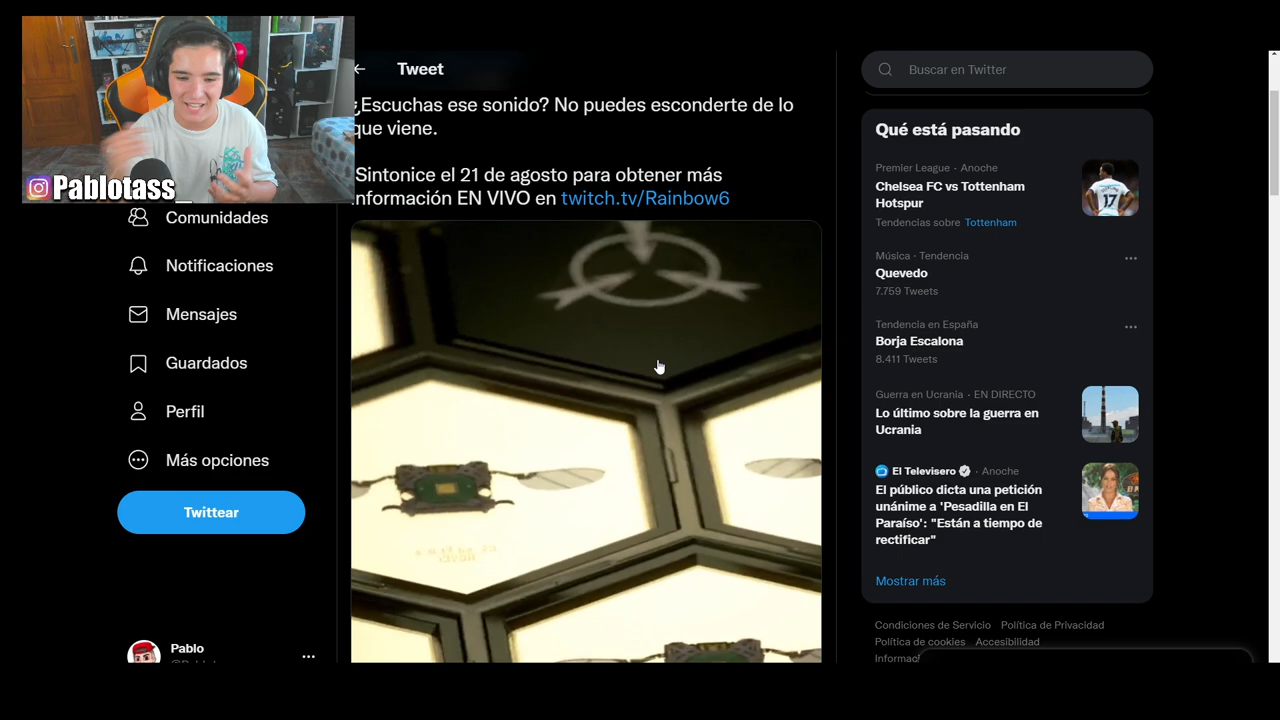 Pablotass_
Tweet
¿Escuchas ese sonido? No puedes esconderte de lo
que viene.
Sintonice el 21 de agosto para obtener más
información EN VIVO en twitch.tv/Rainbow6
Comunidades
Notificaciones
Mensajes
Guardados
Perfil
Más opciones
Twittear
Pablo
Buscar en Twitter
Qué está pasando
Premier League · Anoche
Chelsea FC vs Tottenham
Hotspur
Tendencias sobre Tottenham
Música · Tendencia
Quevedo
7.759 Tweets
Tendencia en España
Borja Escalona
8.411 Tweets
Guerra en Ucrania · EN DIRECTO
Lo último sobre la guerra en
Ucrania
El Televisero · Anoche
El público dicta una petición
unánime a 'Pesadilla en El
Paraíso': "Están a tiempo de
rectificar"
Mostrar más
Condiciones de Servicio Política de Privacidad
Política de cookies Accesibilidad